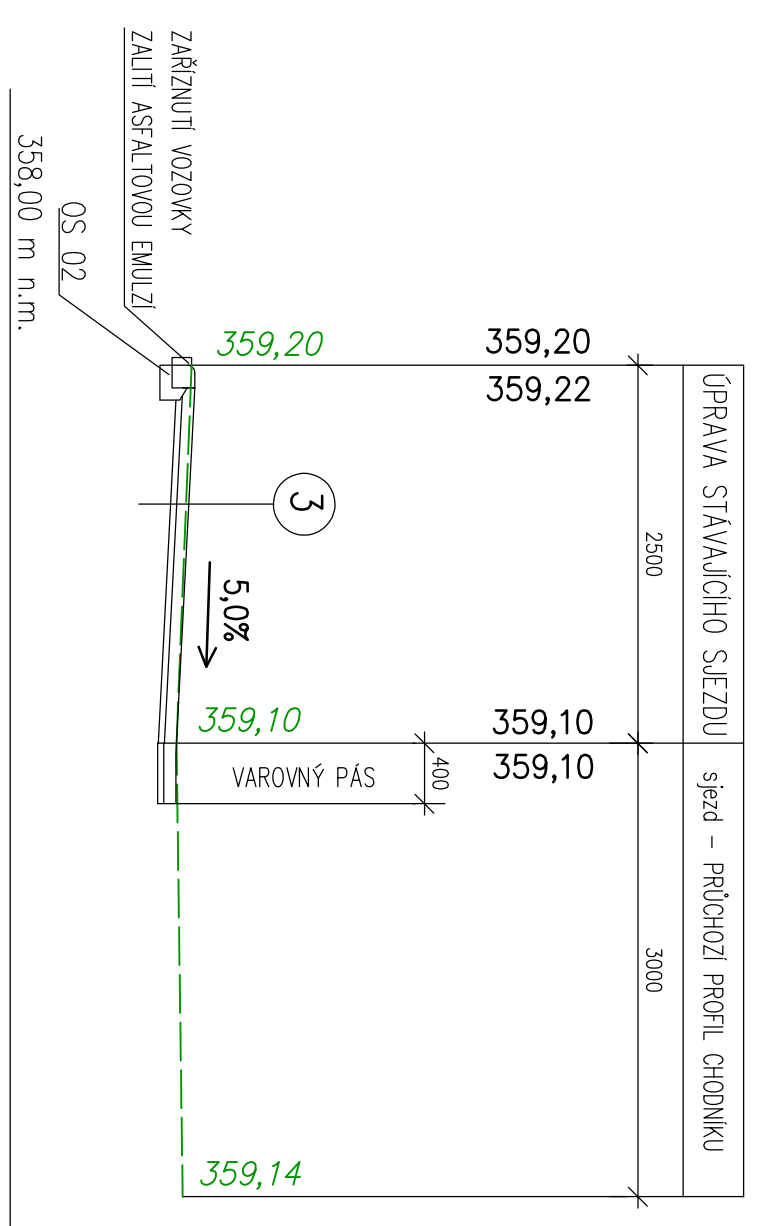 ÚPRAVA STÁVAJÍCÍHO SJEZDU
sjezd - PRŮCHOZÍ PROFIL CHODNÍKU
2500
3000
359,20
359,22
359,10
359,10
400
VAROVNÝ PÁS
359,20
359,10
359,14
3
5,0%
ZAŘÍZNUTÍ VOZOVKY
ZALITÍ ASFALTOVOU EMULZÍ
OS 02
358,00 m n.m.